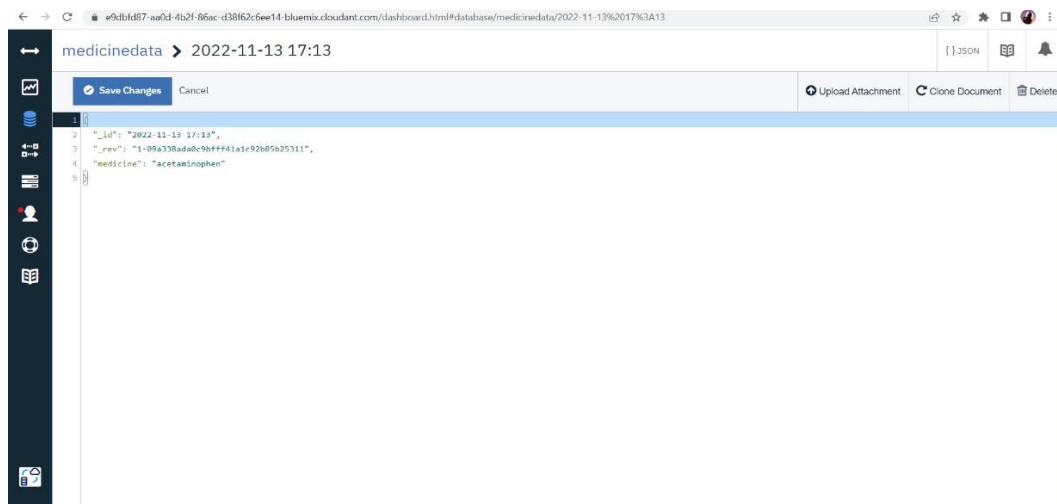 e9dbfd87-aa0d-4b2f-86ac-d38f62c6ee14-bluemix.cloudant.com/dashboard.html#database/medicinedata/2022-11-13%2017%3A13
medicinedata > 2022-11-13 17:13
{ } JSON
Save Changes Cancel
Upload Attachment Clone Document Delete
1 {
2 "_id": "2022-11-13 17:13",
3 "_rev": "1-09a338ada0c9bfff41a1c92b85b25311",
4 "medicine": "acetaminophen"
5 }